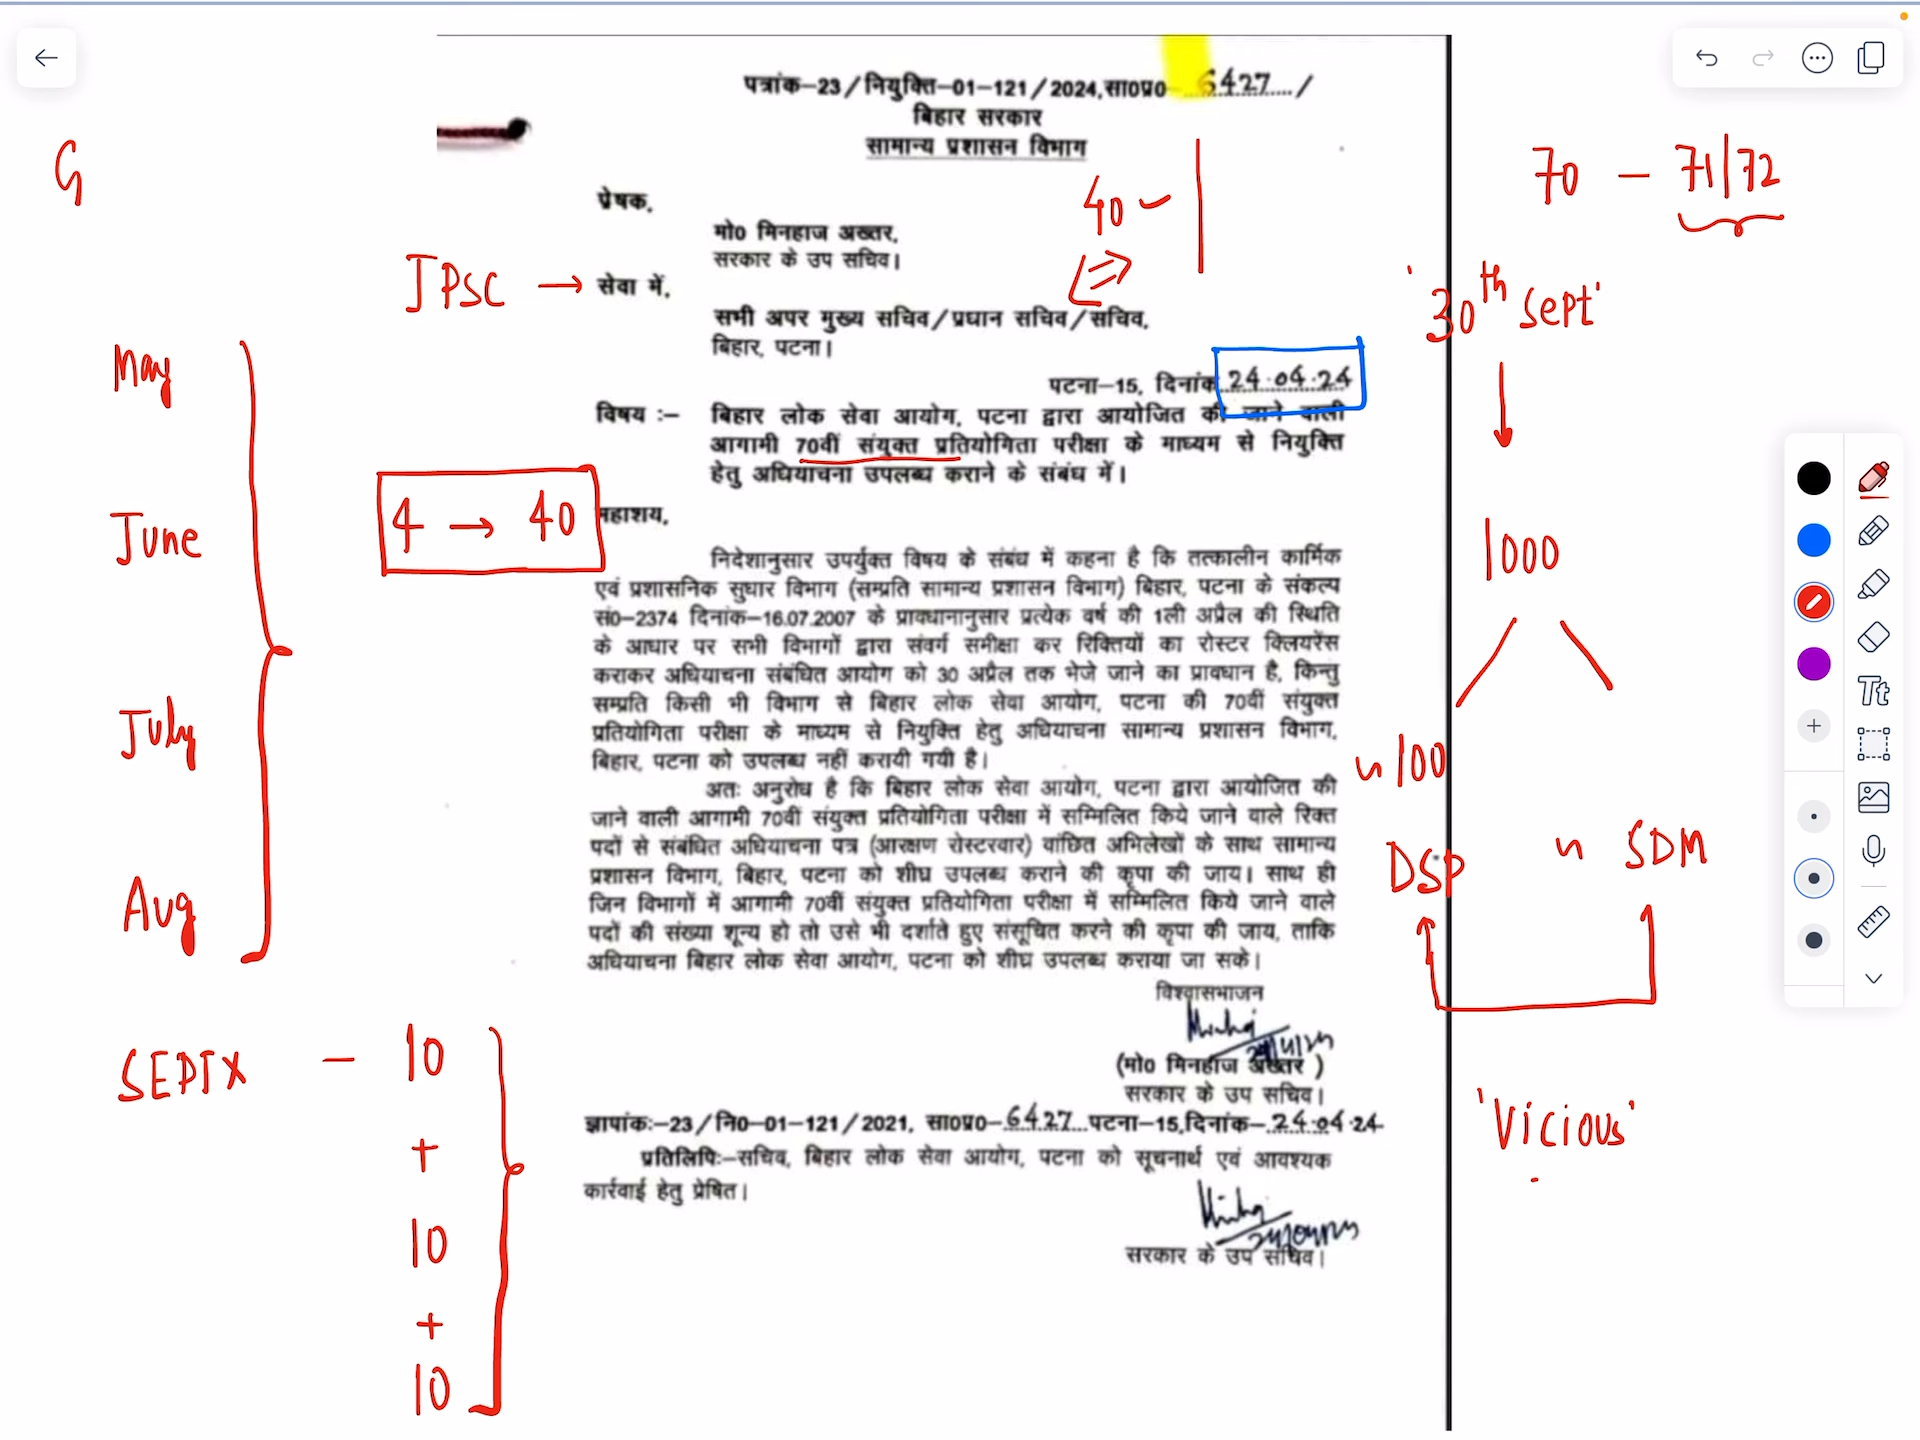 पत्रांक-23/नियुक्ति-01-121/2024,सा0प्र0- 6427 /
बिहार सरकार
सामान्य प्रशासन विभाग
प्रेषक,
मो0 मिनहाज अख्तर,
सरकार के उप सचिव।
सेवा में,
सभी अपर मुख्य सचिव/प्रधान सचिव/सचिव,
बिहार, पटना।
पटना-15, दिनांक 24.04.24
विषय :- बिहार लोक सेवा आयोग, पटना द्वारा आयोजित की जाने वाली
आगामी 70वीं संयुक्त प्रतियोगिता परीक्षा के माध्यम से नियुक्ति
हेतु अधियाचना उपलब्ध कराने के संबंध में।
महाशय,
निदेशानुसार उपर्युक्त विषय के संबंध में कहना है कि तत्कालीन कार्मिक
एवं प्रशासनिक सुधार विभाग (सम्प्रति सामान्य प्रशासन विभाग) बिहार, पटना के संकल्प
सं0-2374 दिनांक-16.07.2007 के प्रावधानानुसार प्रत्येक वर्ष की 1ली अप्रैल की स्थिति
के आधार पर सभी विभागों द्वारा संवर्ग समीक्षा कर रिक्तियों का रोस्टर क्लियरेंस
कराकर अधियाचना संबंधित आयोग को 30 अप्रैल तक भेजे जाने का प्रावधान है, किन्तु
सम्प्रति किसी भी विभाग से बिहार लोक सेवा आयोग, पटना की 70वीं संयुक्त
प्रतियोगिता परीक्षा के माध्यम से नियुक्ति हेतु अधियाचना सामान्य प्रशासन विभाग,
बिहार, पटना को उपलब्ध नहीं करायी गयी है।
अतः अनुरोध है कि बिहार लोक सेवा आयोग, पटना द्वारा आयोजित की
जाने वाली आगामी 70वीं संयुक्त प्रतियोगिता परीक्षा में सम्मिलित किये जाने वाले रिक्त
पदों से संबंधित अधियाचना पत्र (आरक्षण रोस्टरवार) वांछित अभिलेखों के साथ सामान्य
प्रशासन विभाग, बिहार, पटना को शीघ्र उपलब्ध कराने की कृपा की जाय। साथ ही
जिन विभागों में आगामी 70वीं संयुक्त प्रतियोगिता परीक्षा में सम्मिलित किये जाने वाले
पदों की संख्या शून्य हो तो उसे भी दर्शाते हुए संसूचित करने की कृपा की जाय, ताकि
अधियाचना बिहार लोक सेवा आयोग, पटना को शीघ्र उपलब्ध कराया जा सके।
विश्वासभाजन
(मो0 मिनहाज अख्तर )
सरकार के उप सचिव।
ज्ञापांकः-23/नि0-01-121/2021, सा0प्र0- 6427 पटना-15,दिनांक- 24.04.24
प्रतिलिपिः-सचिव, बिहार लोक सेवा आयोग, पटना को सूचनार्थ एवं आवश्यक
कार्रवाई हेतु प्रेषित।
सरकार के उप सचिव।
G
JPSC →
May
June
July
Aug
4 → 40
SEPTX - 10
+
10
+
10
40 -
70 - 71/72
'30th Sept'
1000
100
DSP
SDM
'Vicious'
Tt